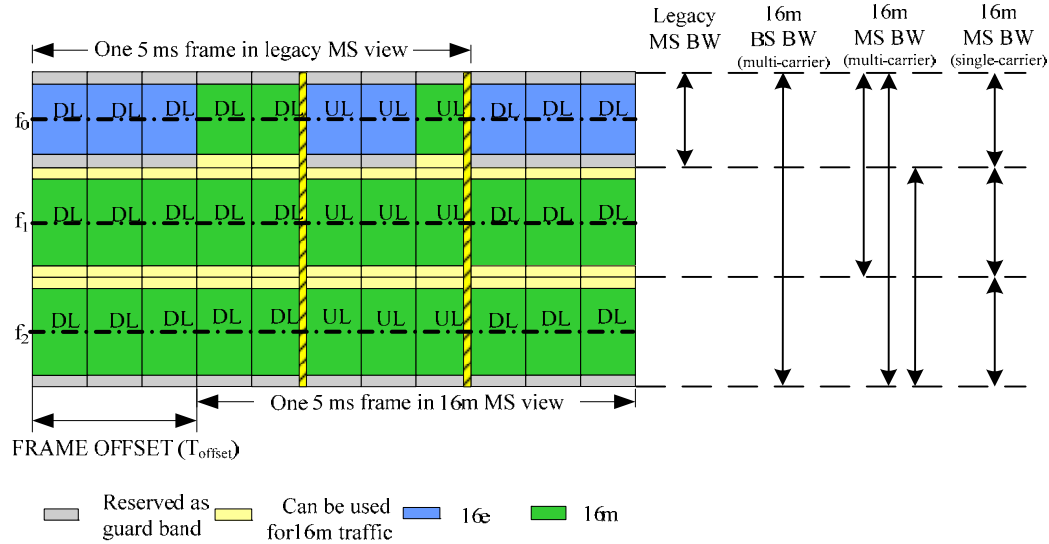 One 5 ms frame in legacy MS view
Legacy
MS BW
16m
BS BW
(multi-carrier)
16m
MS BW
(multi-carrier)
16m
MS BW
(single-carrier)
f0 DL DL DL DL DL UL UL UL DL DL DL
f1 DL DL DL DL DL UL UL UL DL DL DL
f2 DL DL DL DL DL UL UL UL DL DL DL
One 5 ms frame in 16m MS view
FRAME OFFSET (Toffset)
Reserved as
guard band
Can be used
for16m traffic
16e
16m